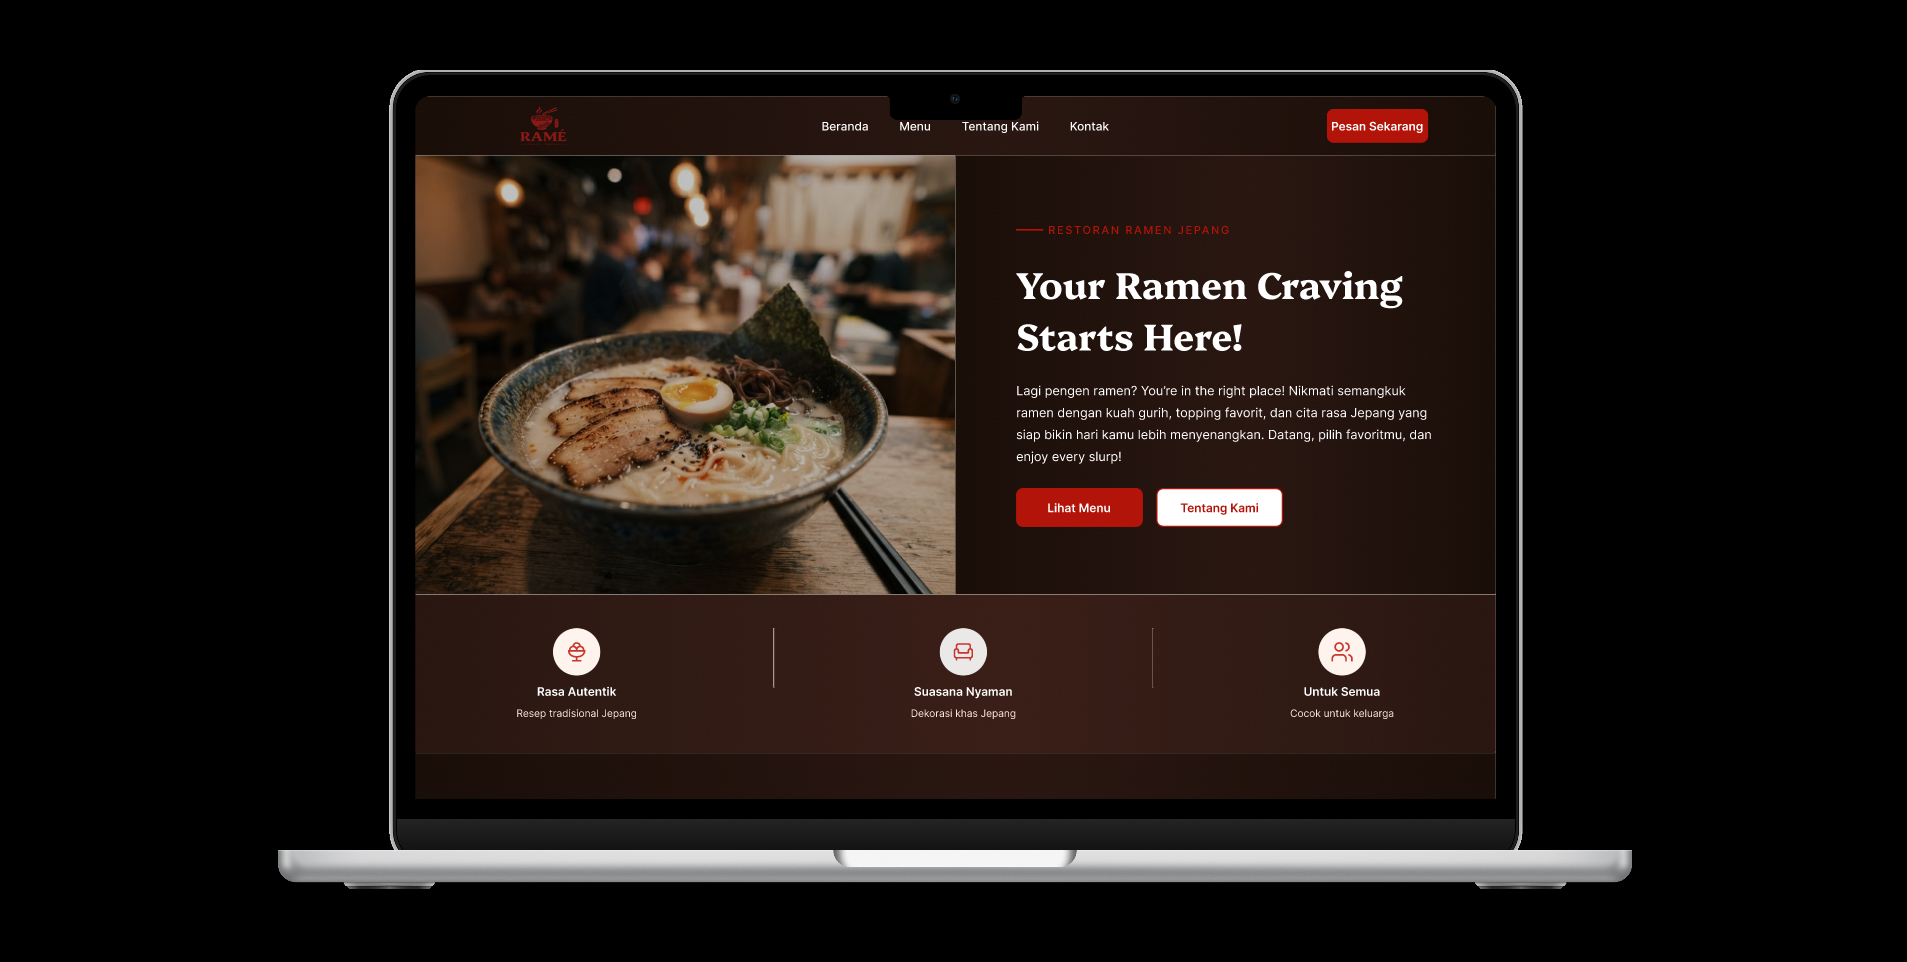 RAMÉ
Beranda Menu Tentang Kami Kontak
Pesan Sekarang
RESTORAN RAMEN JEPANG
Your Ramen Craving
Starts Here!
Lagi pengen ramen? You're in the right place! Nikmati semangkuk
ramen dengan kuah gurih, topping favorit, dan cita rasa Jepang yang
siap bikin hari kamu lebih menyenangkan. Datang, pilih favoritmu, dan
enjoy every slurp!
Lihat Menu
Tentang Kami
Rasa Autentik
Resep tradisional Jepang
Suasana Nyaman
Dekorasi khas Jepang
Untuk Semua
Cocok untuk keluarga